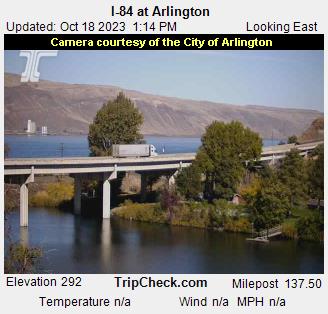 I-84 at Arlington
Updated: Oct 18 2023 1:14 PM Looking East
Camera courtesy of the City of Arlington
Elevation 292 TripCheck.com Milepost 137.50
Temperature n/a Wind n/a MPH n/a